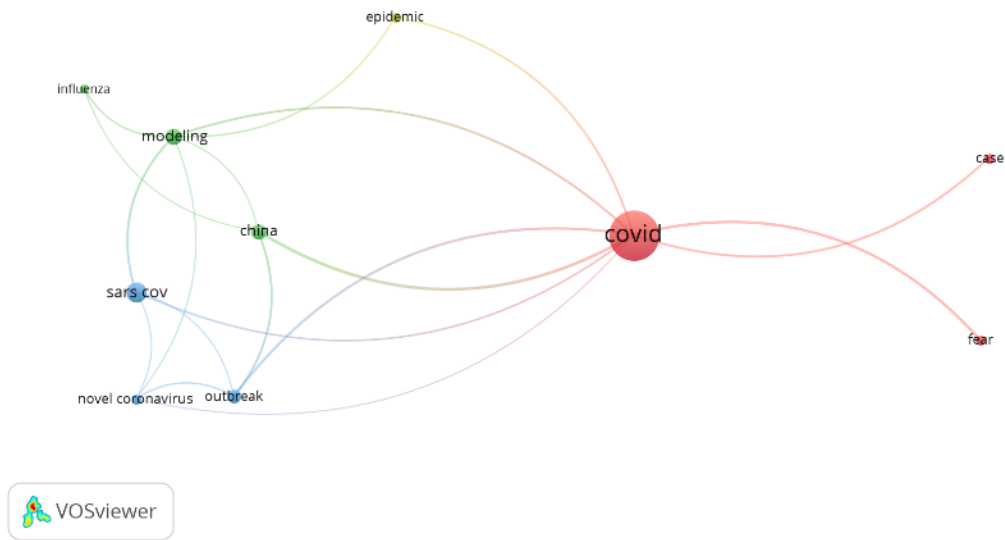 epidemic
influenza
modeling
case
china
covid
sars cov
fear
novel coronavirus
outbreak
VOSviewer